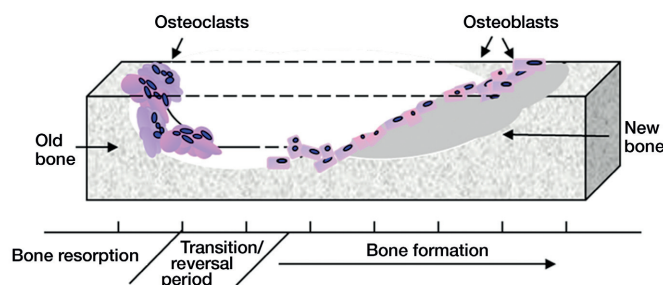 Osteoclasts
Osteoblasts
Old
bone
New
bone
Bone resorption
Transition/
reversal
period
Bone formation